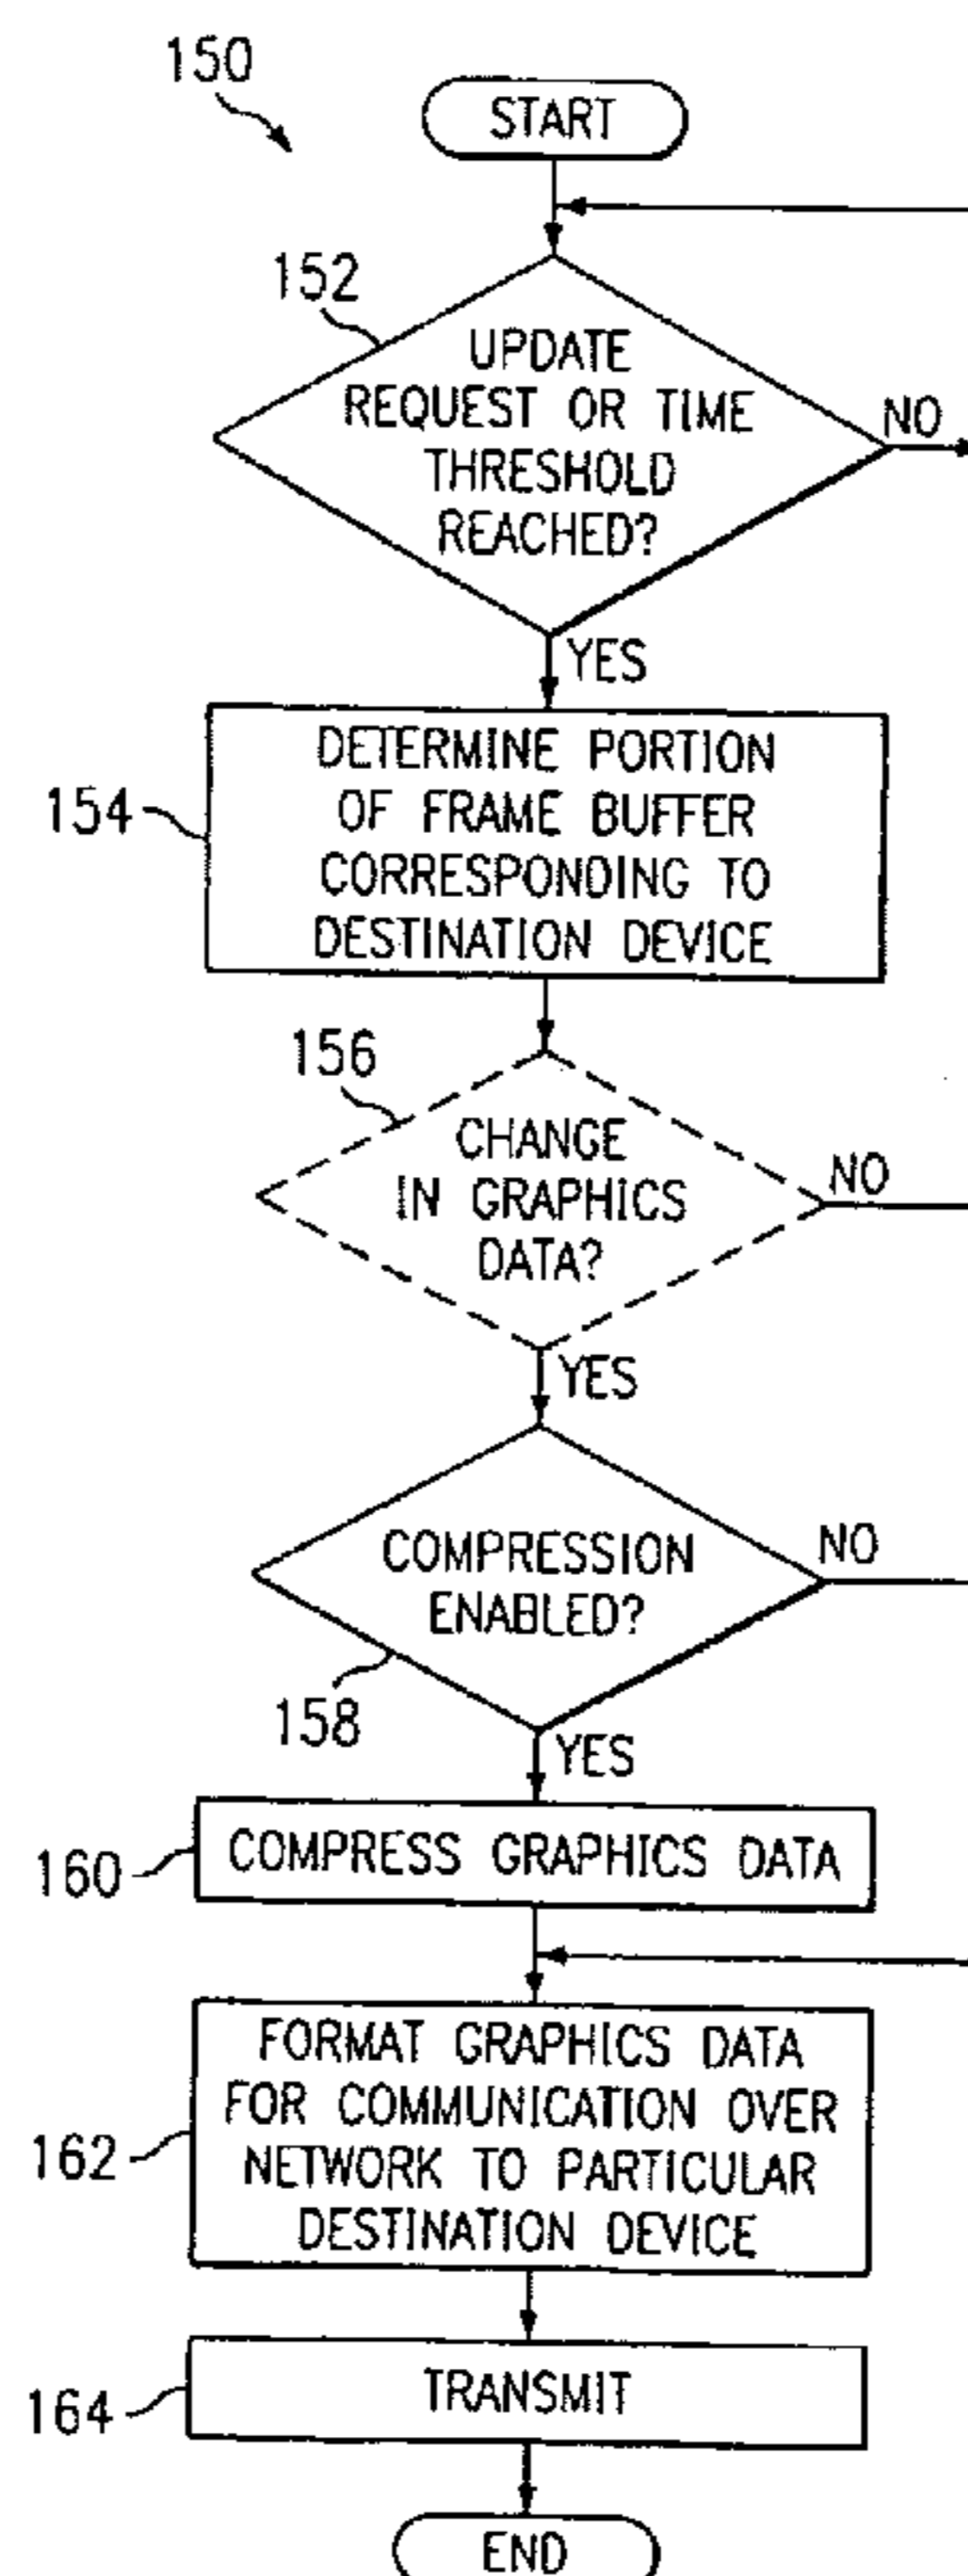 150
START
152
UPDATE
REQUEST OR TIME
THRESHOLD
REACHED?
NO
YES
154
DETERMINE PORTION
OF FRAME BUFFER
CORRESPONDING TO
DESTINATION DEVICE
156
CHANGE
IN GRAPHICS
DATA?
NO
YES
COMPRESSION
ENABLED?
NO
158
YES
160
COMPRESS GRAPHICS DATA
162
FORMAT GRAPHICS DATA
FOR COMMUNICATION OVER
NETWORK TO PARTICULAR
DESTINATION DEVICE
164
TRANSMIT
END